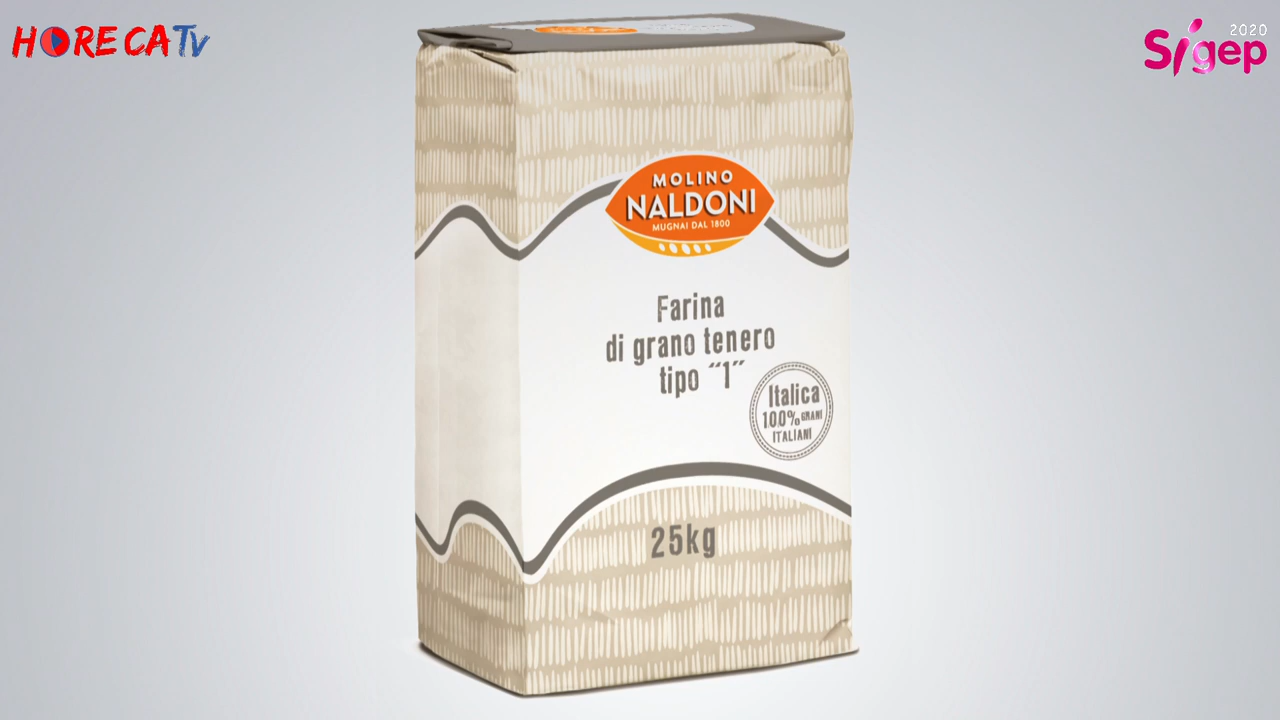 HORECATV
Sigep
2020
MOLINO
NALDONI
MUGNAI DAL 1800
Farina
di grano tenero
tipo “1”
Italica
100% GRANI
ITALIANI
25kg